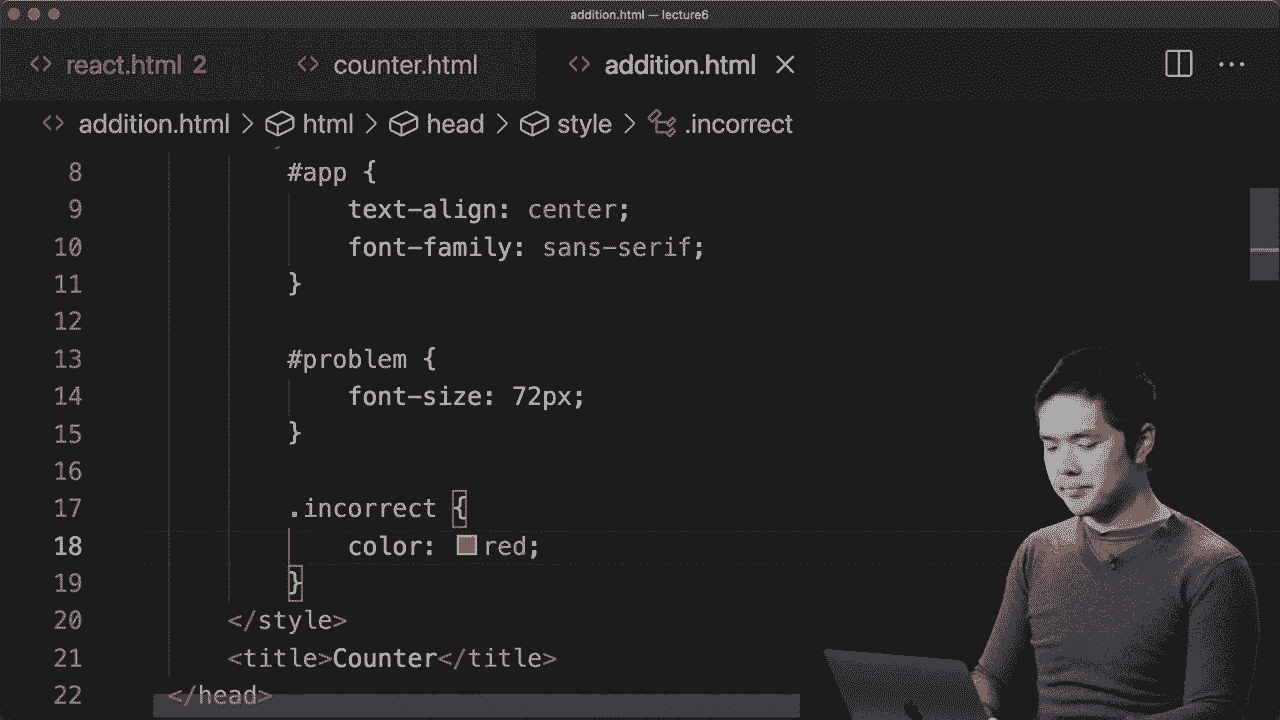 addition.html — lecture6
<> react.html 2 <> counter.html <> addition.html
<> addition.html > html > head > style > .incorrect
8 #app {
9 text-align: center;
10 font-family: sans-serif;
11 }
12
13 #problem {
14 font-size: 72px;
15 }
16
17 .incorrect {
18 color: red;
19 }
20 </style>
21 <title>Counter</title>
22 </head>